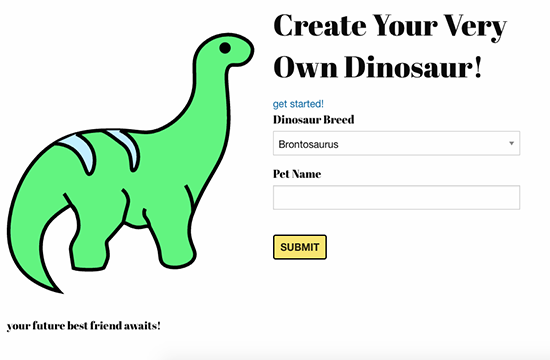 Create Your Very
Own Dinosaur!
get started!
Dinosaur Breed
Brontosaurus
Pet Name
SUBMIT
your future best friend awaits!